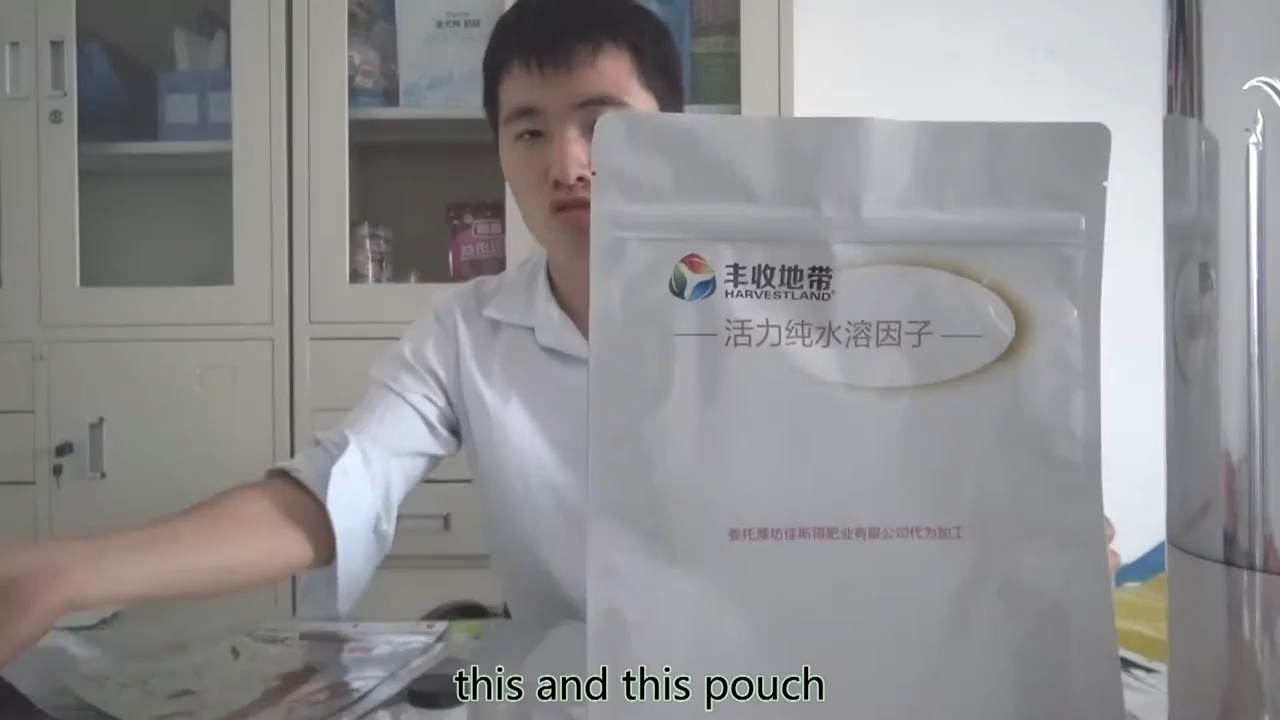 丰收地带
HARVESTLAND®
活力纯水溶因子
委托潍坊佳斯得肥业有限公司代为加工
this and this pouch